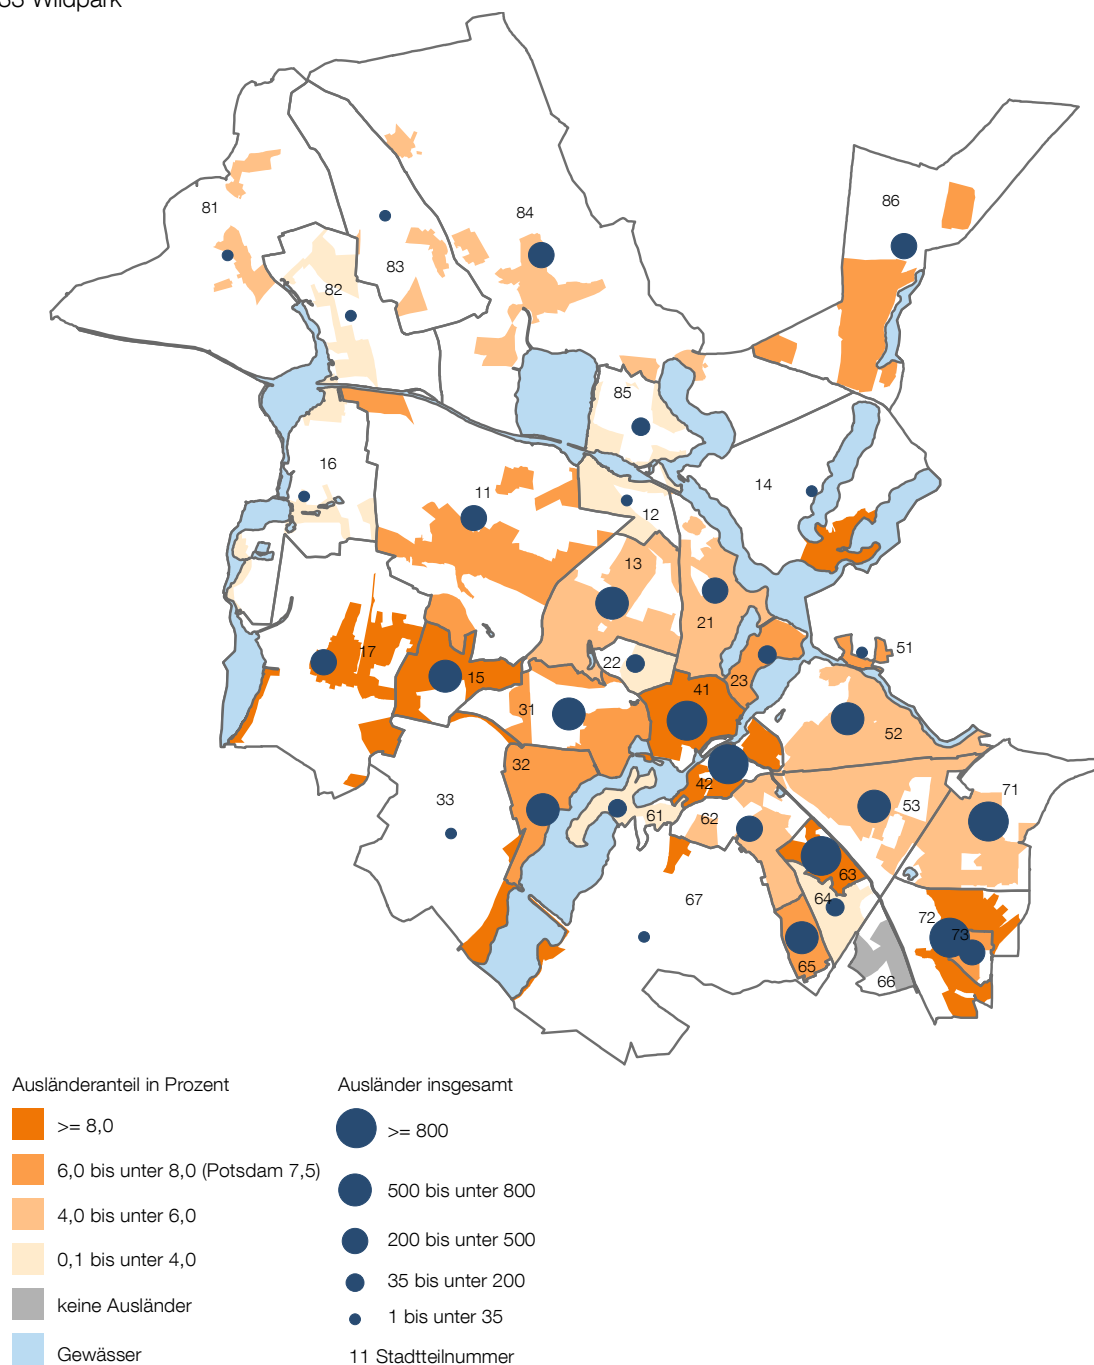 33 Wildpark
81
84
86
83
82
85
16
11
14
12
13
21
22
17
15
23
41
51
31
52
32
42
33
61
62
53
71
63
67
64
72
73
65
66
Ausländeranteil in Prozent
>= 8,0
6,0 bis unter 8,0 (Potsdam 7,5)
4,0 bis unter 6,0
0,1 bis unter 4,0
keine Ausländer
Gewässer
Ausländer insgesamt
>= 800
500 bis unter 800
200 bis unter 500
35 bis unter 200
1 bis unter 35
11 Stadtteilnummer